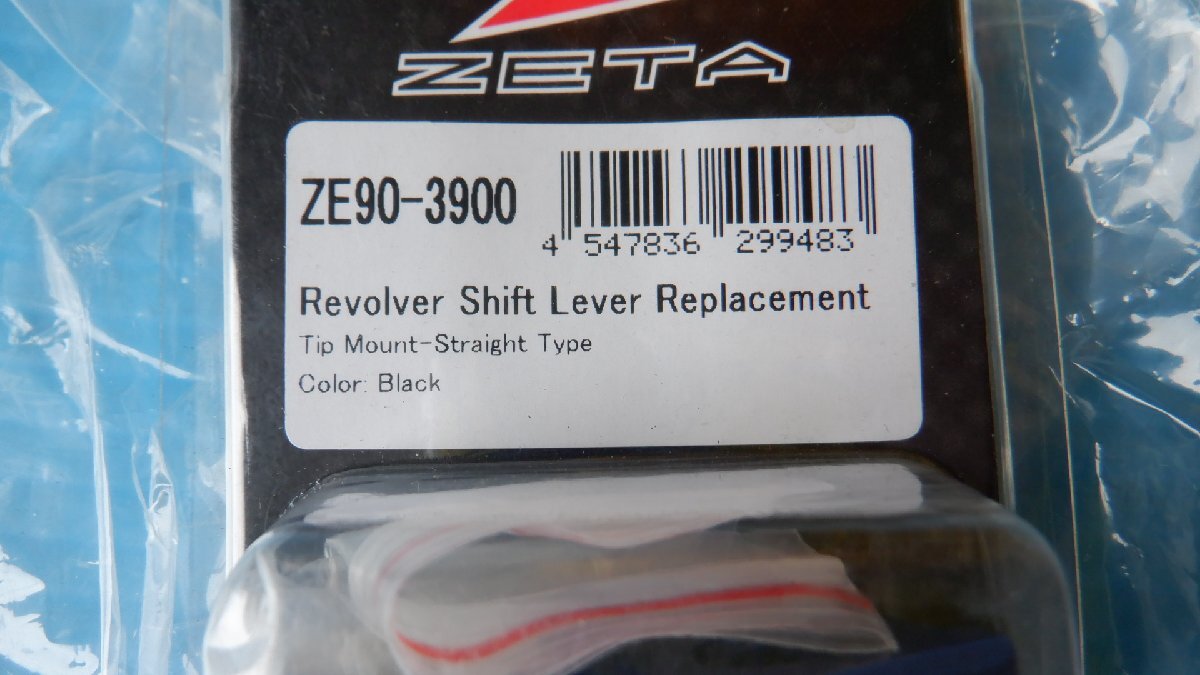 ZETA
ZE90-3900
4 547836 299483
Revolver Shift Lever Replacement
Tip Mount-Straight Type
Color: Black